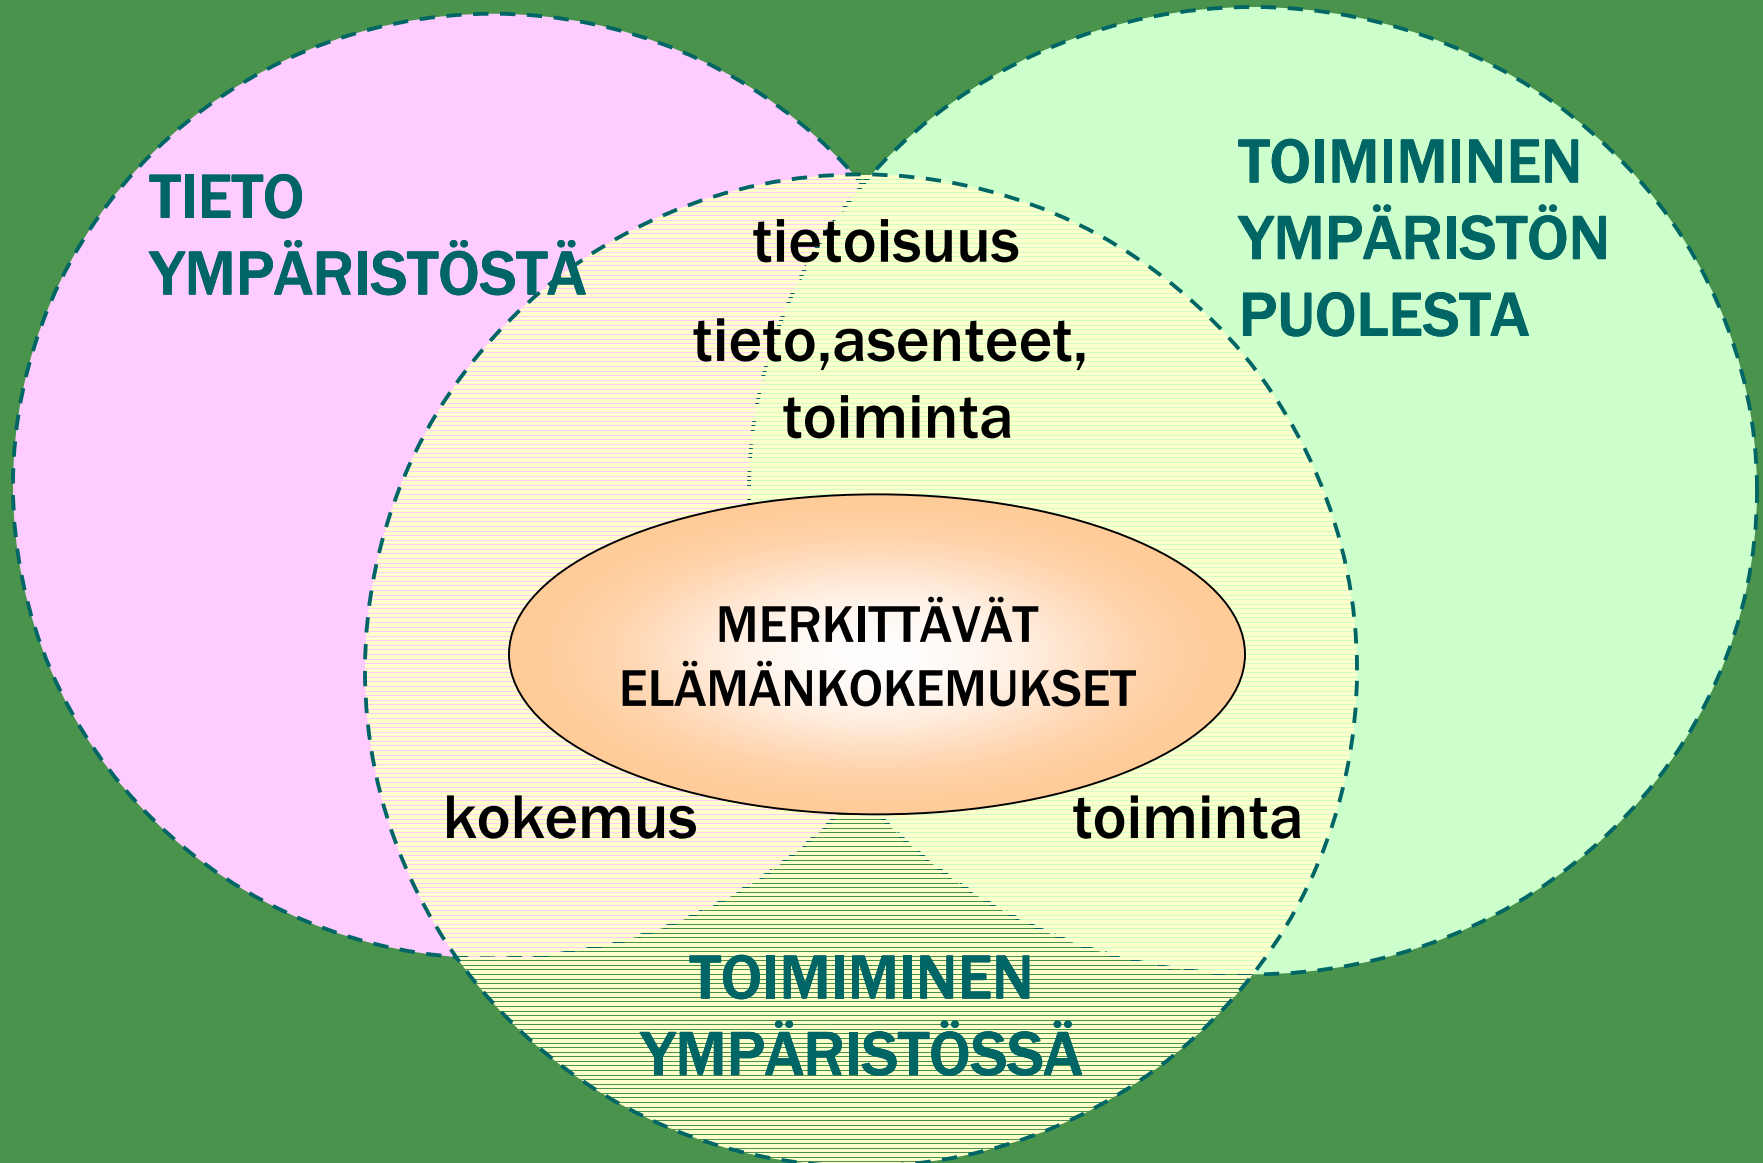 TIETO
YMPÄRISTÖSTÄ
TOIMIMINEN
YMPÄRISTÖN
PUOLESTA
tietoisuus
tieto,asenteet,
toiminta
MERKITTÄVÄT
ELÄMÄNKOKEMUKSET
kokemus
toiminta
TOIMIMINEN
YMPÄRISTÖSSÄ